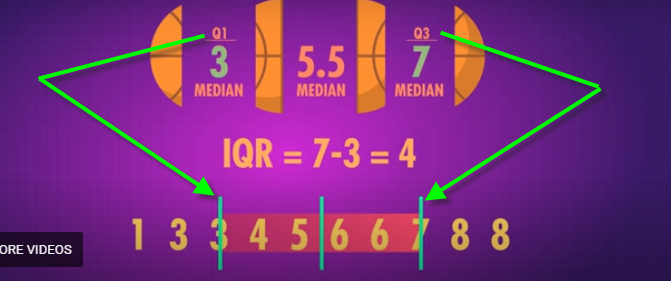 Q1 Q3
3 5.5 7
MEDIAN MEDIAN MEDIAN
IQR = 7-3 = 4
1 3 3 4 5 6 6 7 8 8
ORE VIDEOS